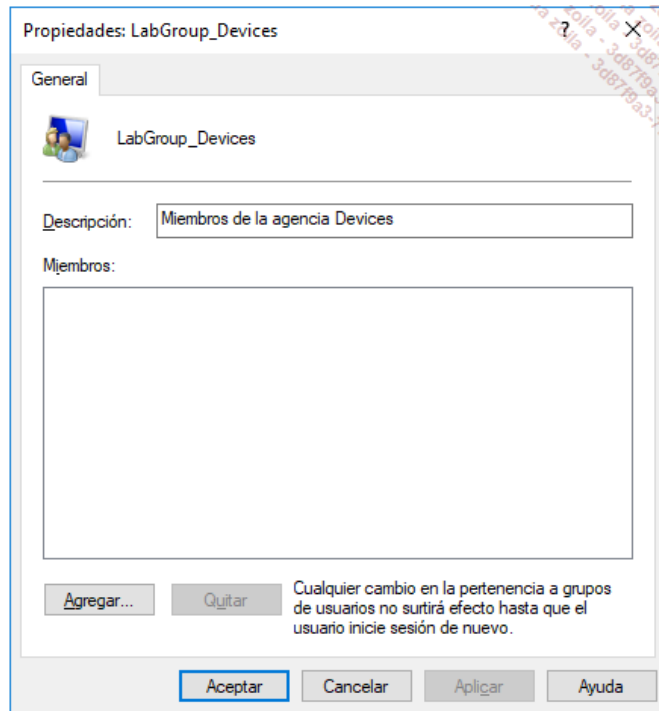 Propiedades: LabGroup_Devices
?
General
LabGroup_Devices
Descripción:
Miembros de la agencia Devices
Miembros:
Agregar...
Quitar
Cualquier cambio en la pertenencia a grupos
de usuarios no surtirá efecto hasta que el
usuario inicie sesión de nuevo.
Aceptar
Cancelar
Aplicar
Ayuda